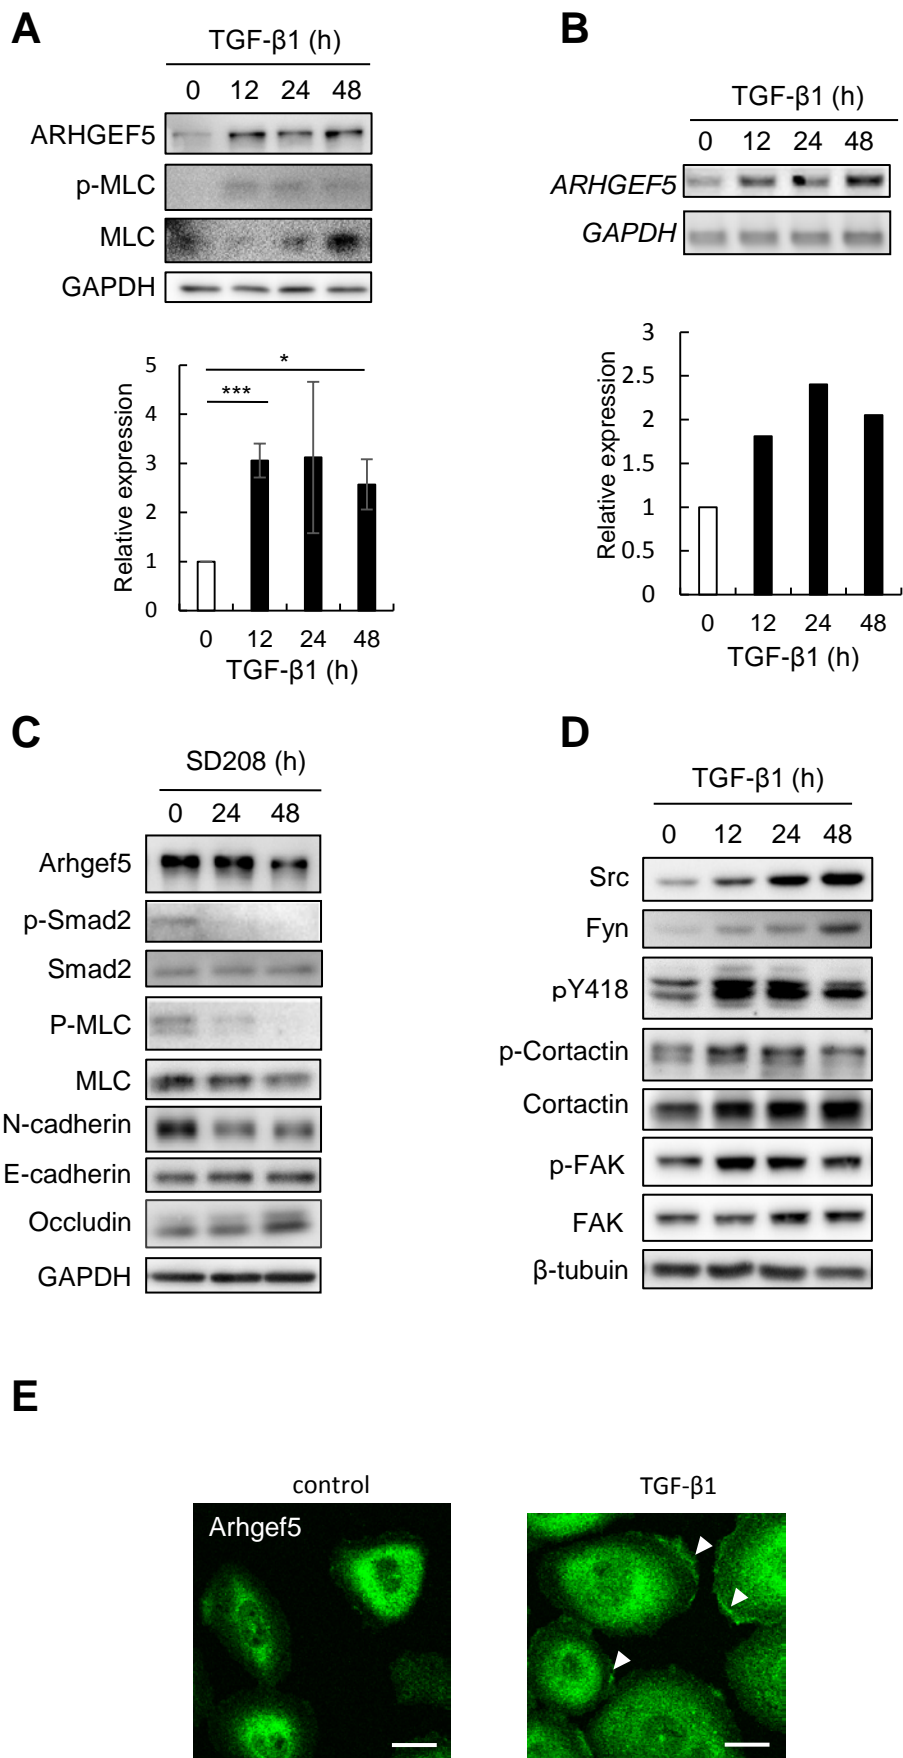 A
TGF-β1 (h)
0 12 24 48
ARHGEF5
p-MLC
MLC
GAPDH
Relative expression
5
4
3
2
1
0
*
***
0 12 24 48
TGF-β1 (h)
B
TGF-β1 (h)
0 12 24 48
ARHGEF5
GAPDH
Relative expression
3
2.5
2
1.5
1
0.5
0
0 12 24 48
TGF-β1 (h)
C
SD208 (h)
0 24 48
Arhgef5
p-Smad2
Smad2
P-MLC
MLC
N-cadherin
E-cadherin
Occludin
GAPDH
D
TGF-β1 (h)
0 12 24 48
Src
Fyn
pY418
p-Cortactin
Cortactin
p-FAK
FAK
β-tubuin
E
control
Arhgef5
TGF-β1